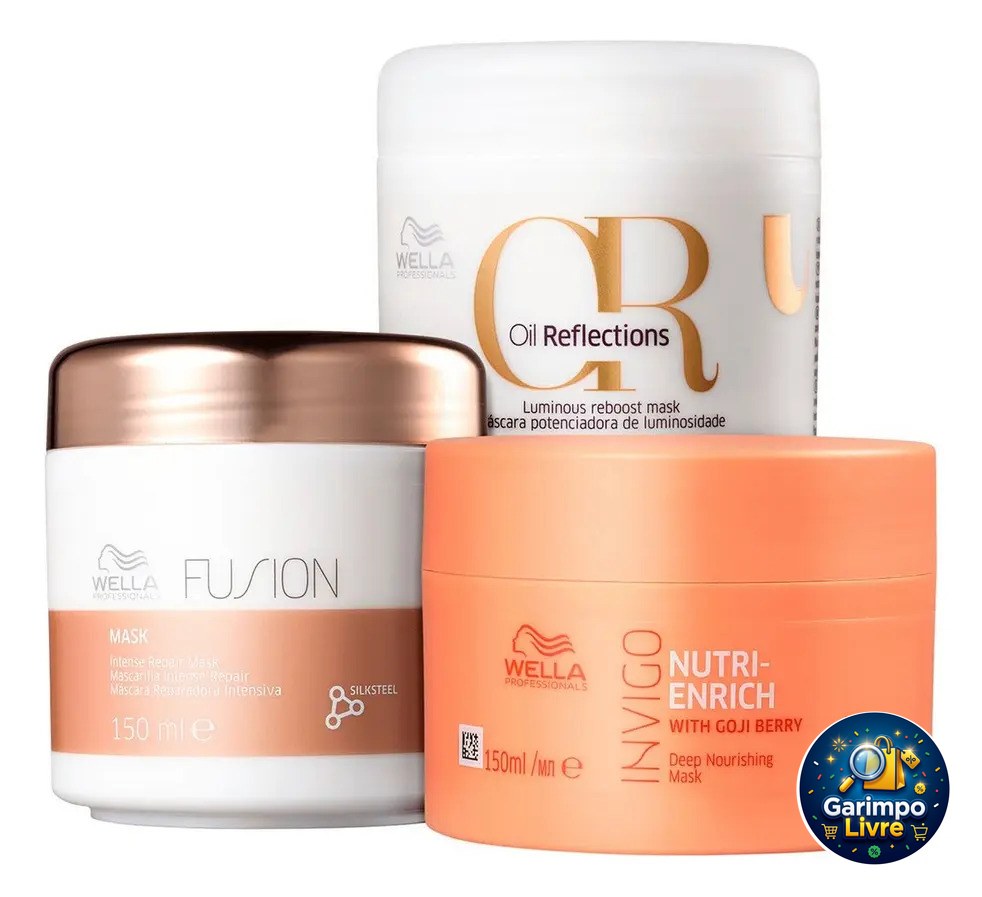 WELLA
PROFESSIONALS
Oil Reflections
Luminous reboost mask
áscara potenciadora de luminosidade
WELLA
PROFESSIONALS
FUSION
MASK
Intense Repair Mask
Mascarilla Intense Repair
Máscara Reparadora Intensiva
SILKSTEEL
150 ml e
WELLA
PROFESSIONALS
INVIGO
NUTRI-
ENRICH
WITH GOJI BERRY
Deep Nourishing
Mask
150ml /мл e
Garimpo
Livre